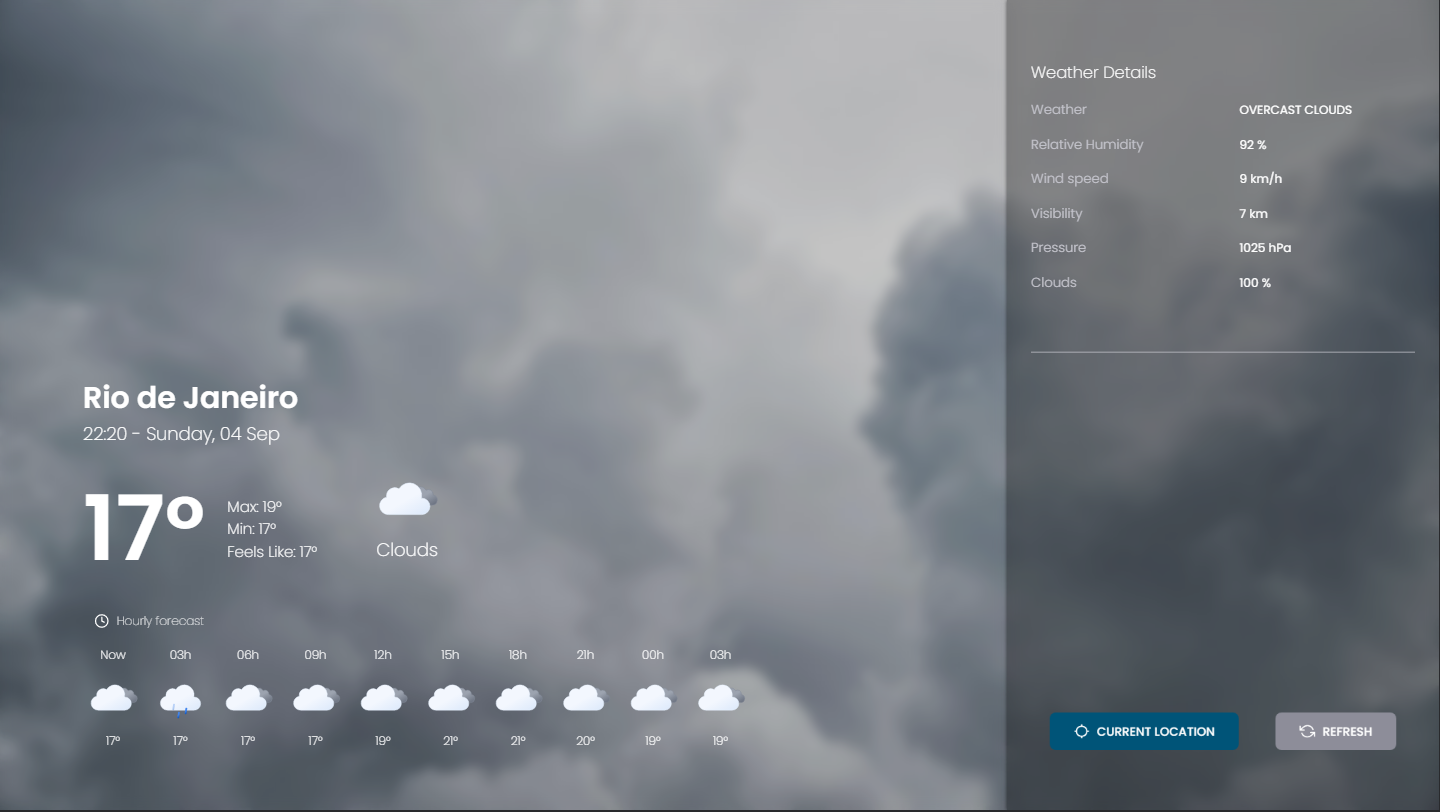 Weather Details
Weather OVERCAST CLOUDS
Relative Humidity 92 %
Wind speed 9 km/h
Visibility 7 km
Pressure 1025 hPa
Clouds 100 %
Rio de Janeiro
22:20 - Sunday, 04 Sep
17º
Max: 19º
Min: 17º
Feels Like: 17º
Clouds
Hourly forecast
Now 03h 06h 09h 12h 15h 18h 21h 00h 03h
17º 17º 17º 17º 19º 21º 21º 20º 19º 19º
CURRENT LOCATION REFRESH